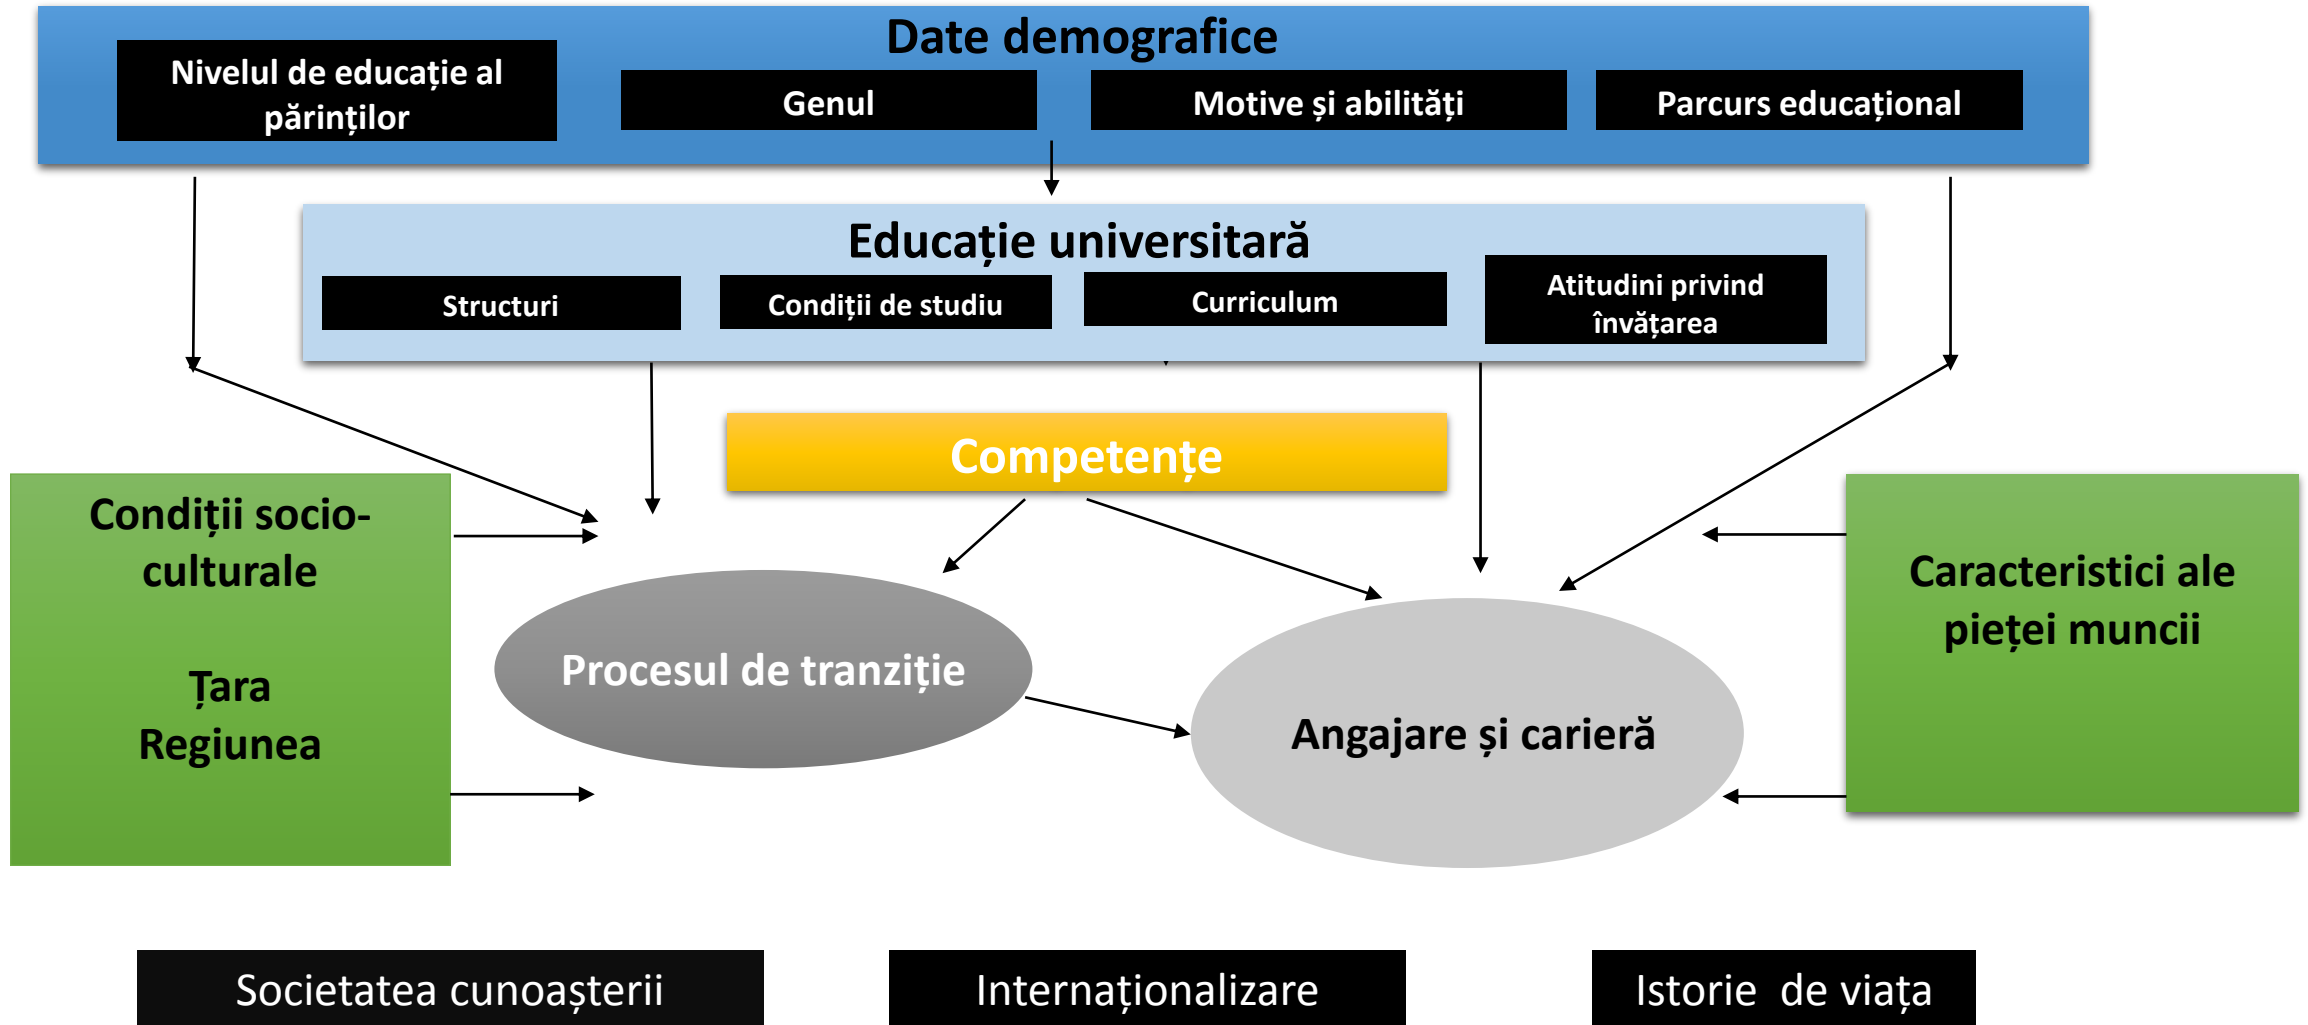 Date demografice
Nivelul de educație al
părinților
Genul
Motive și abilități
Parcurs educațional
Educație universitară
Structuri
Condiții de studiu
Curriculum
Atitudini privind
învățarea
Competențe
Condiții socio-
culturale
Țara
Regiunea
Caracteristici ale
pieței muncii
Procesul de tranziție
Angajare și carieră
Societatea cunoașterii
Internaționalizare
Istorie de viața